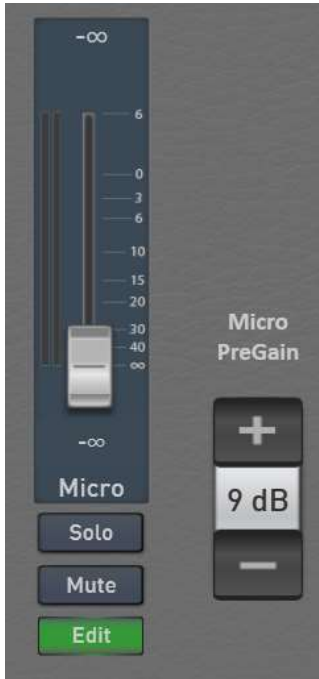 -∞
6
0
3
6
10
15
20
30
40
∞
-∞
Micro
Solo
Mute
Edit
Micro
PreGain
+
9 dB
−